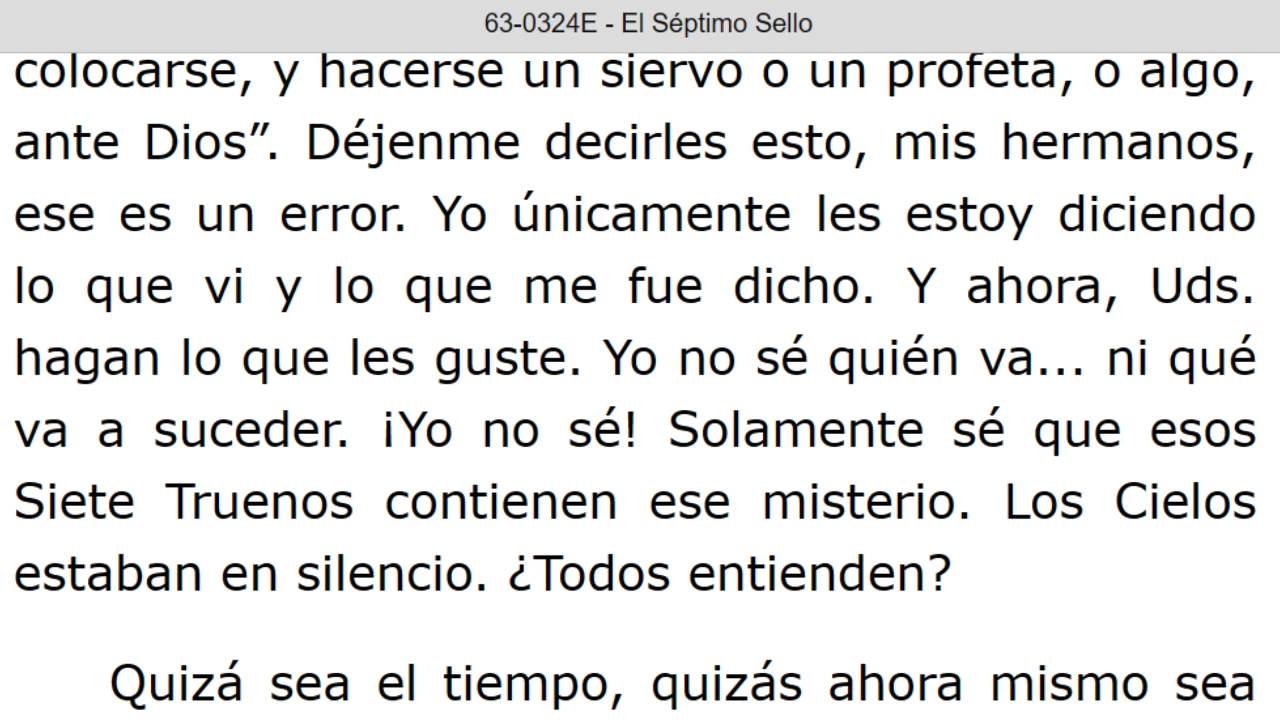 63-0324E - El Séptimo Sello
colocarse, y hacerse un siervo o un profeta, o algo,
ante Dios”. Déjenme decirles esto, mis hermanos,
ese es un error. Yo únicamente les estoy diciendo
lo que vi y lo que me fue dicho. Y ahora, Uds.
hagan lo que les guste. Yo no sé quién va... ni qué
va a suceder. ¡Yo no sé! Solamente sé que esos
Siete Truenos contienen ese misterio. Los Cielos
estaban en silencio. ¿Todos entienden?
Quizá sea el tiempo, quizás ahora mismo sea